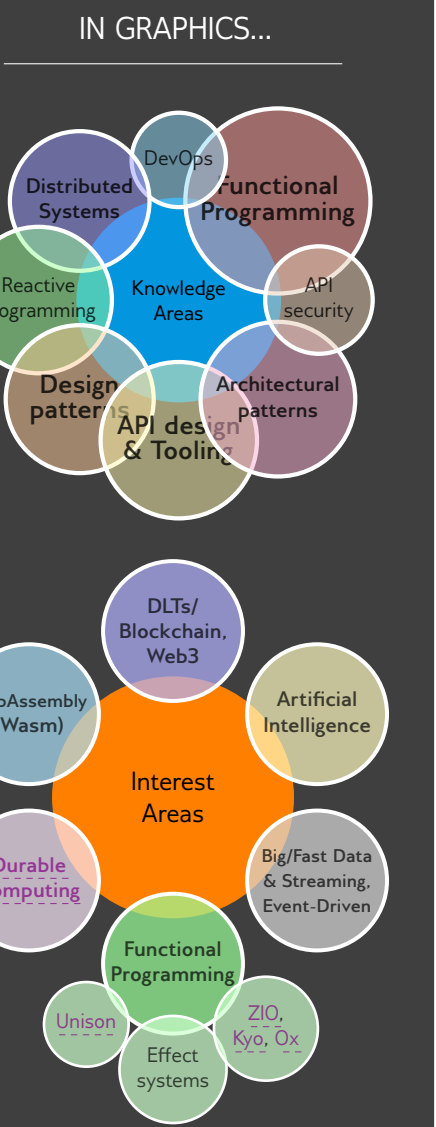 IN GRAPHICS...
DevOps
Distributed
Systems
Functional
Programming
Reactive
ogramming
Knowledge
Areas
API
security
Design
patterns
API design
& Tooling
Architectural
patterns
DLTs/
Blockchain,
Web3
Assembly
Wasm)
Artificial
Intelligence
Interest
Areas
Durable
mputing
Big/Fast Data
& Streaming,
Event-Driven
Functional
Programming
Unison
ZIO,
Kyo, Ox
Effect
systems